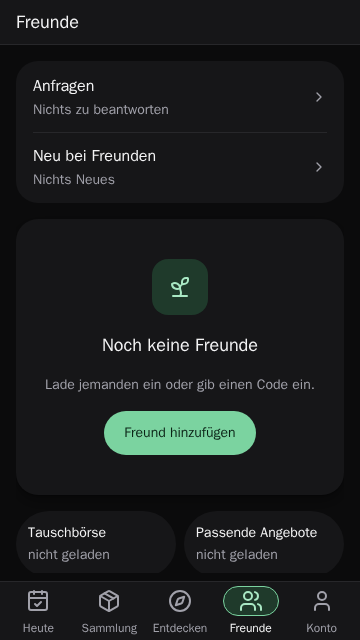 Freunde
Anfragen
Nichts zu beantworten
Neu bei Freunden
Nichts Neues
Noch keine Freunde
Lade jemanden ein oder gib einen Code ein.
Freund hinzufügen
Tauschbörse
nicht geladen
Passende Angebote
nicht geladen
Heute
Sammlung
Entdecken
Freunde
Konto